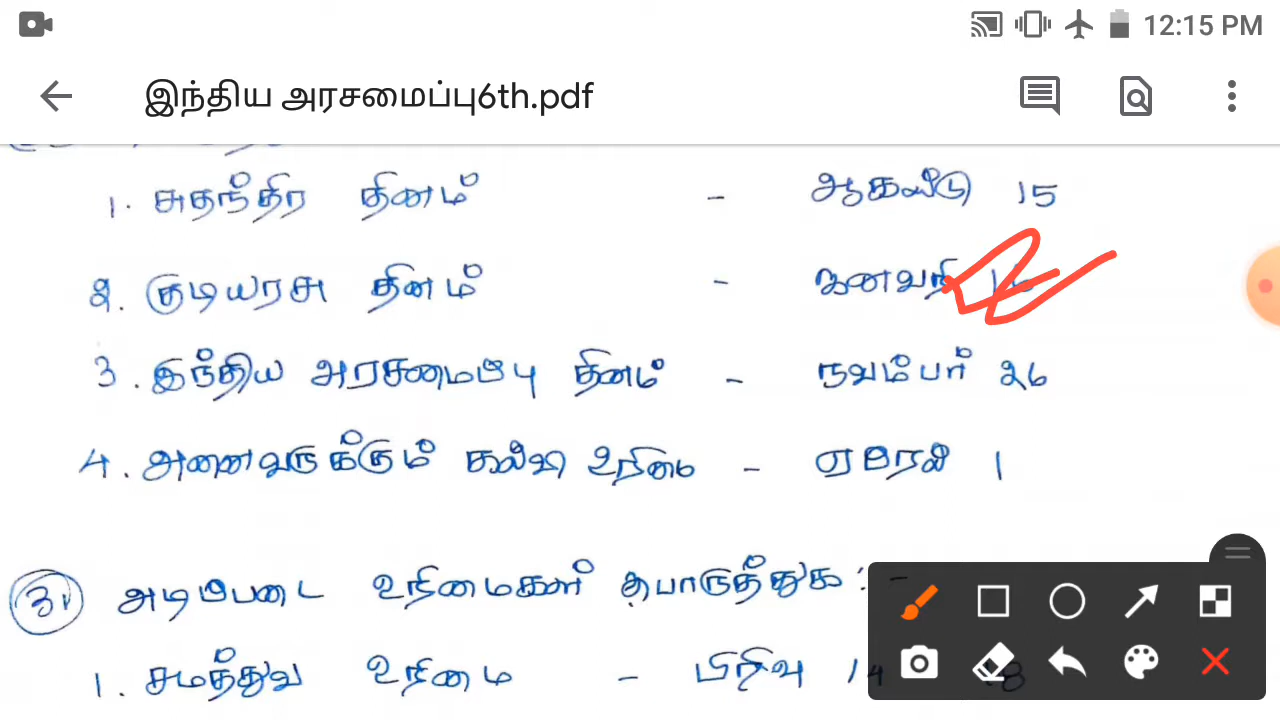 12:15 PM
இந்திய அரசமைப்பு6th.pdf
1. சுதந்திர தினம் - ஆகஸ்டு 15
2. குடியரசு தினம் - ஜனவரி
3. இந்திய அரசமைப்பு தினம் - நவம்பர் 26
4. அனைவருக்கும் கல்வி உரிமை - ஏப்ரல் 1
3, அடிப்படை உரிமைகள் பொருத்துக : -
1. சமத்துவ உரிமை - பிரிவு 14 18